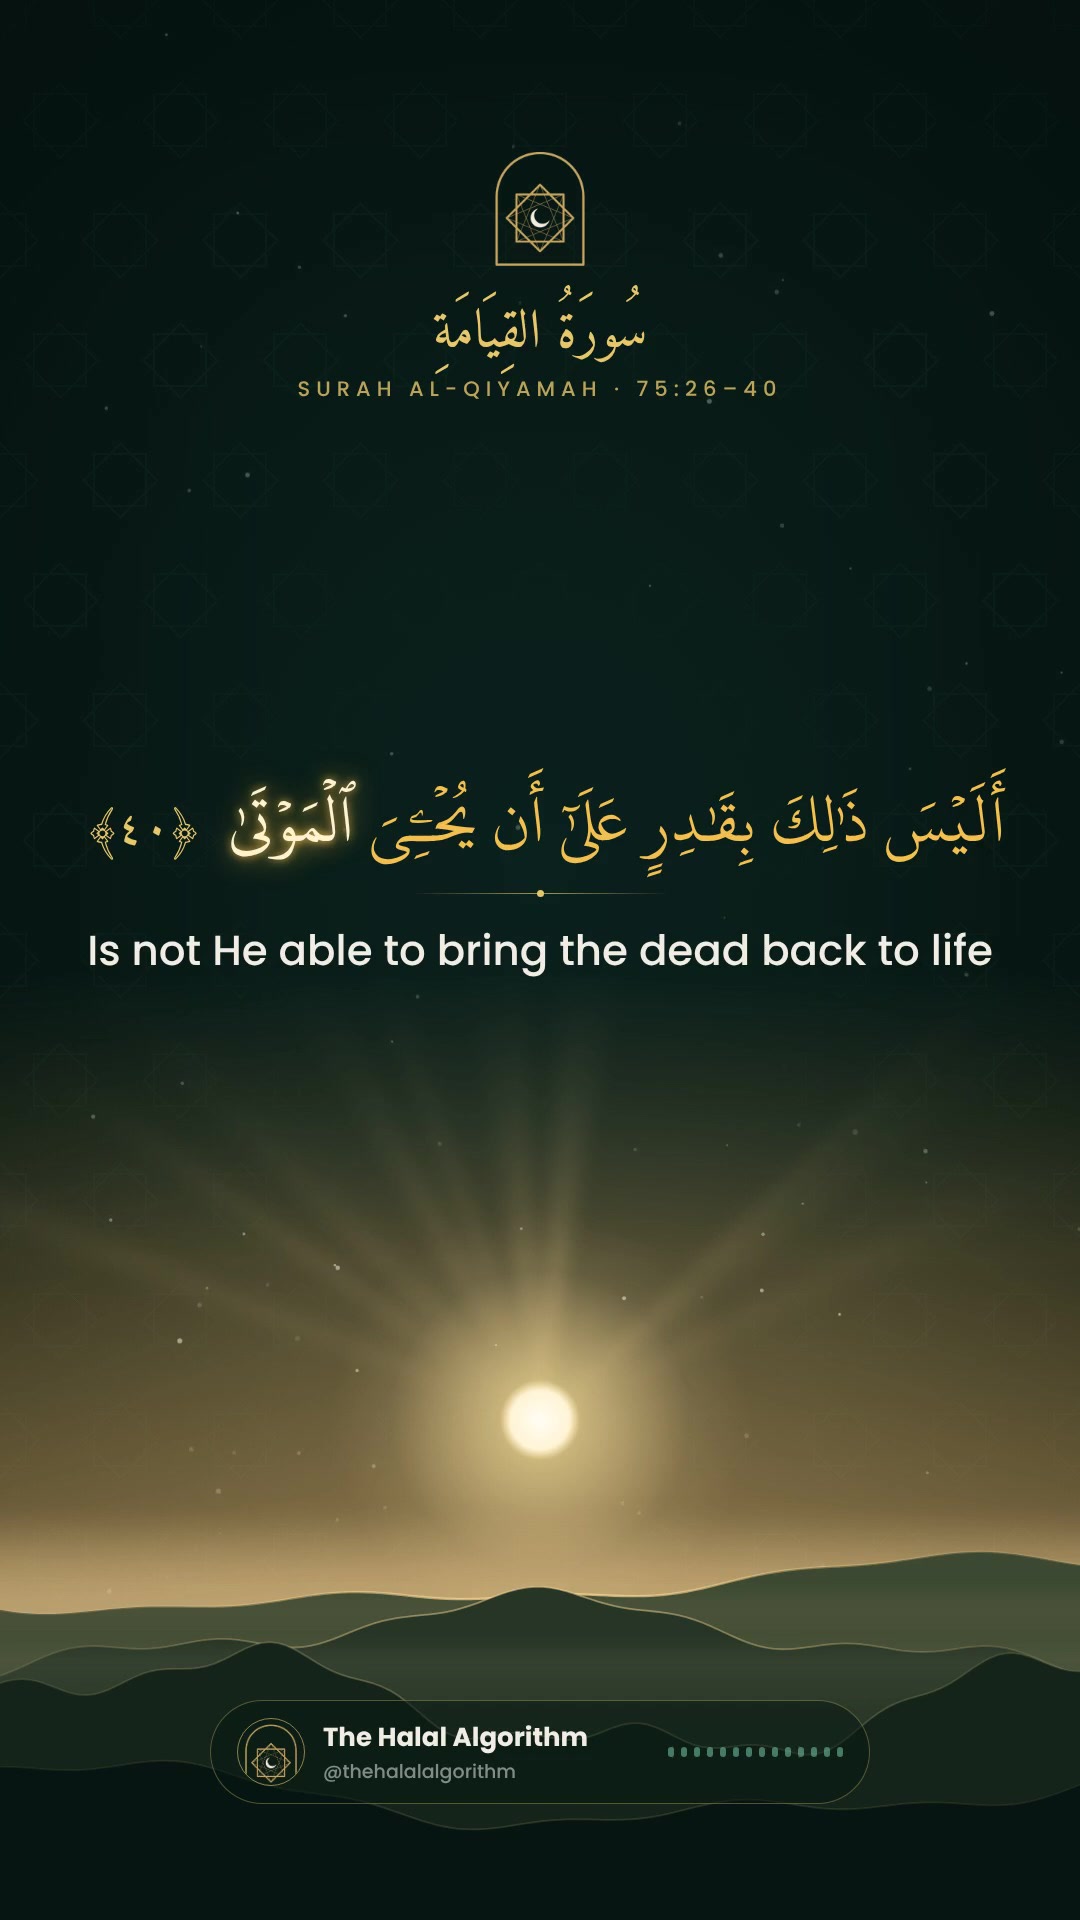 سُورَةُ القِيَامَةِ
SURAH AL-QIYAMAH · 75:26–40
أَلَيْسَ ذَٰلِكَ بِقَـٰدِرٍ عَلَىٰٓ أَن يُحْـِۧىَ ٱلْمَوْتَىٰ ﴿٤٠﴾
Is not He able to bring the dead back to life
The Halal Algorithm
@thehalalalgorithm